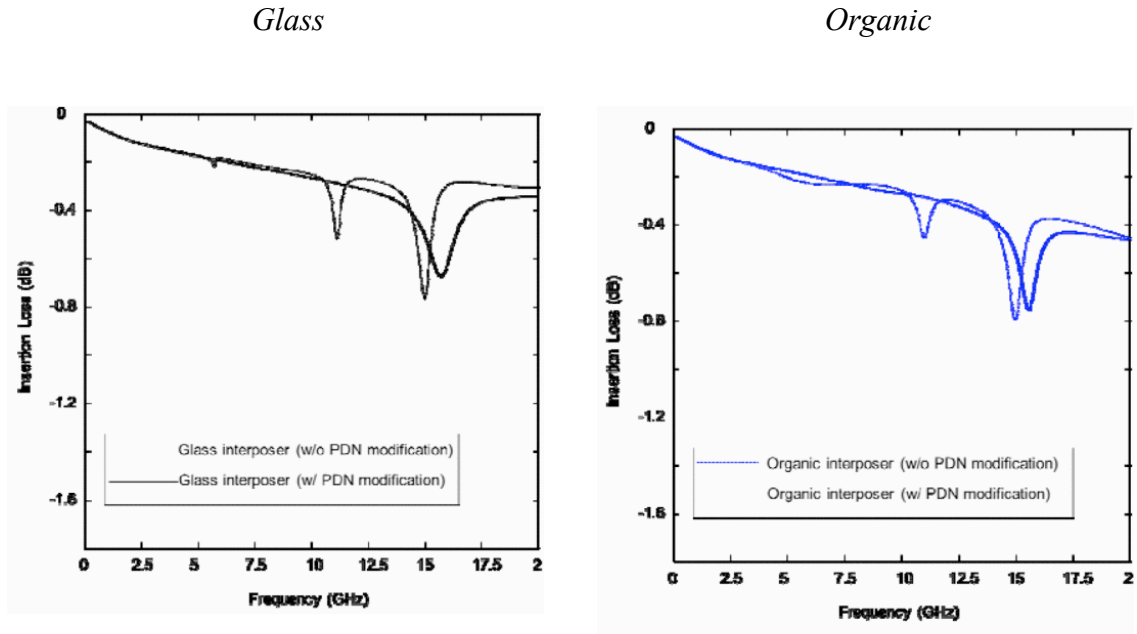 Glass
Organic
0
-0.4
-0.8
-1.2
-1.6
Insertion Loss (dB)
Glass interposer (w/o PDN modification)
Glass interposer (w/ PDN modification)
0 2.5 5 7.5 10 12.5 15 17.5 2
Frequency (GHz)
0
-0.4
-0.8
-1.2
-1.6
Insertion Loss (dB)
Organic interposer (w/o PDN modification)
Organic interposer (w/ PDN modification)
0 2.5 5 7.5 10 12.5 15 17.5 2
Frequency (GHz)